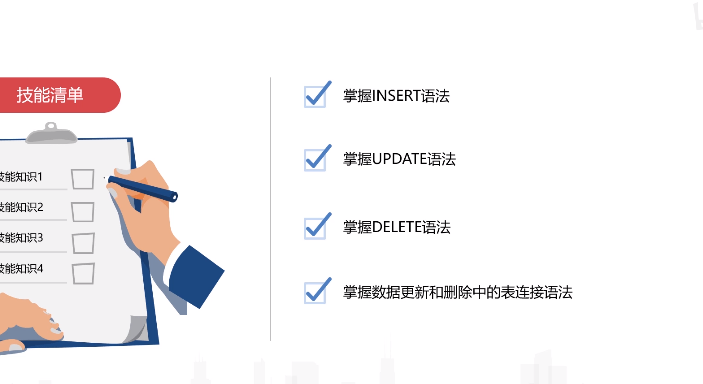 技能清单
技能知识1
技能知识2
技能知识3
技能知识4
掌握INSERT语法
掌握UPDATE语法
掌握DELETE语法
掌握数据更新和删除中的表连接语法